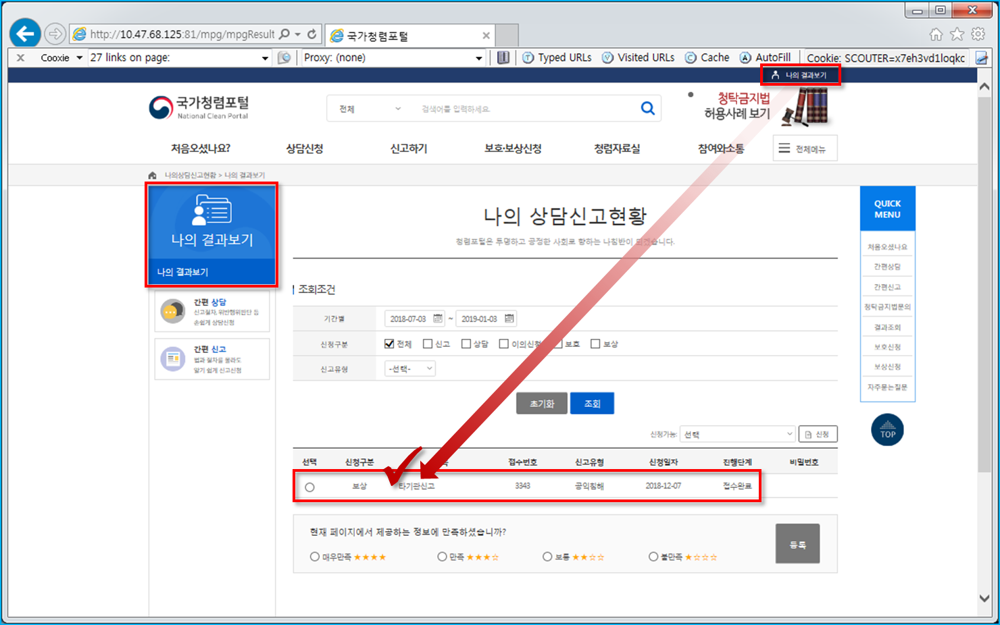 http://10.47.68.125:81/mpg/mpgResult
국가청렴포털
Cooxie
27 links on page:
Proxy: (none)
Typed URLs
Visited URLs
Cache
AutoFill
Cookie: SCOUTER=x7eh3vd1loqkc
나의 결과보기
국가청렴포털
National Clean Portal
전체
검색어를 입력하세요.
청탁금지법
허용사례 보기
처음오셨나요?
상담신청
신고하기
보호·보상신청
청렴자료실
참여와소통
전체메뉴
나의상담신고현황 > 나의 결과보기
나의 결과보기
나의 결과보기
간편 상담
신고절차, 위반행위판단 등
손쉽게 상담신청
간편 신고
법과 절차를 몰라도
알기 쉽게 신고신청
나의 상담신고현황
청렴포털은 투명하고 공정한 사회로 향하는 나침반이 되겠습니다.
조회조건
기간별
2018-07-03 ~ 2019-01-03
신청구분
전체
신고
상담
이의신청
보호
보상
신고유형
-선택-
초기화
조회
신청가능:
선택
신청
선택
신청구분
접수번호
신고유형
신청일자
진행단계
비밀번호
보상
타기관신고
3343
공익침해
2018-12-07
접수완료
현재 페이지에서 제공하는 정보에 만족하셨습니까?
매우만족 ★★★★
만족 ★★★☆
보통 ★★☆☆
불만족 ★☆☆☆
등록
QUICK
MENU
처음오셨나요
간편상담
간편신고
청탁금지법문의
결과조회
보호신청
보상신청
자주묻는질문
TOP